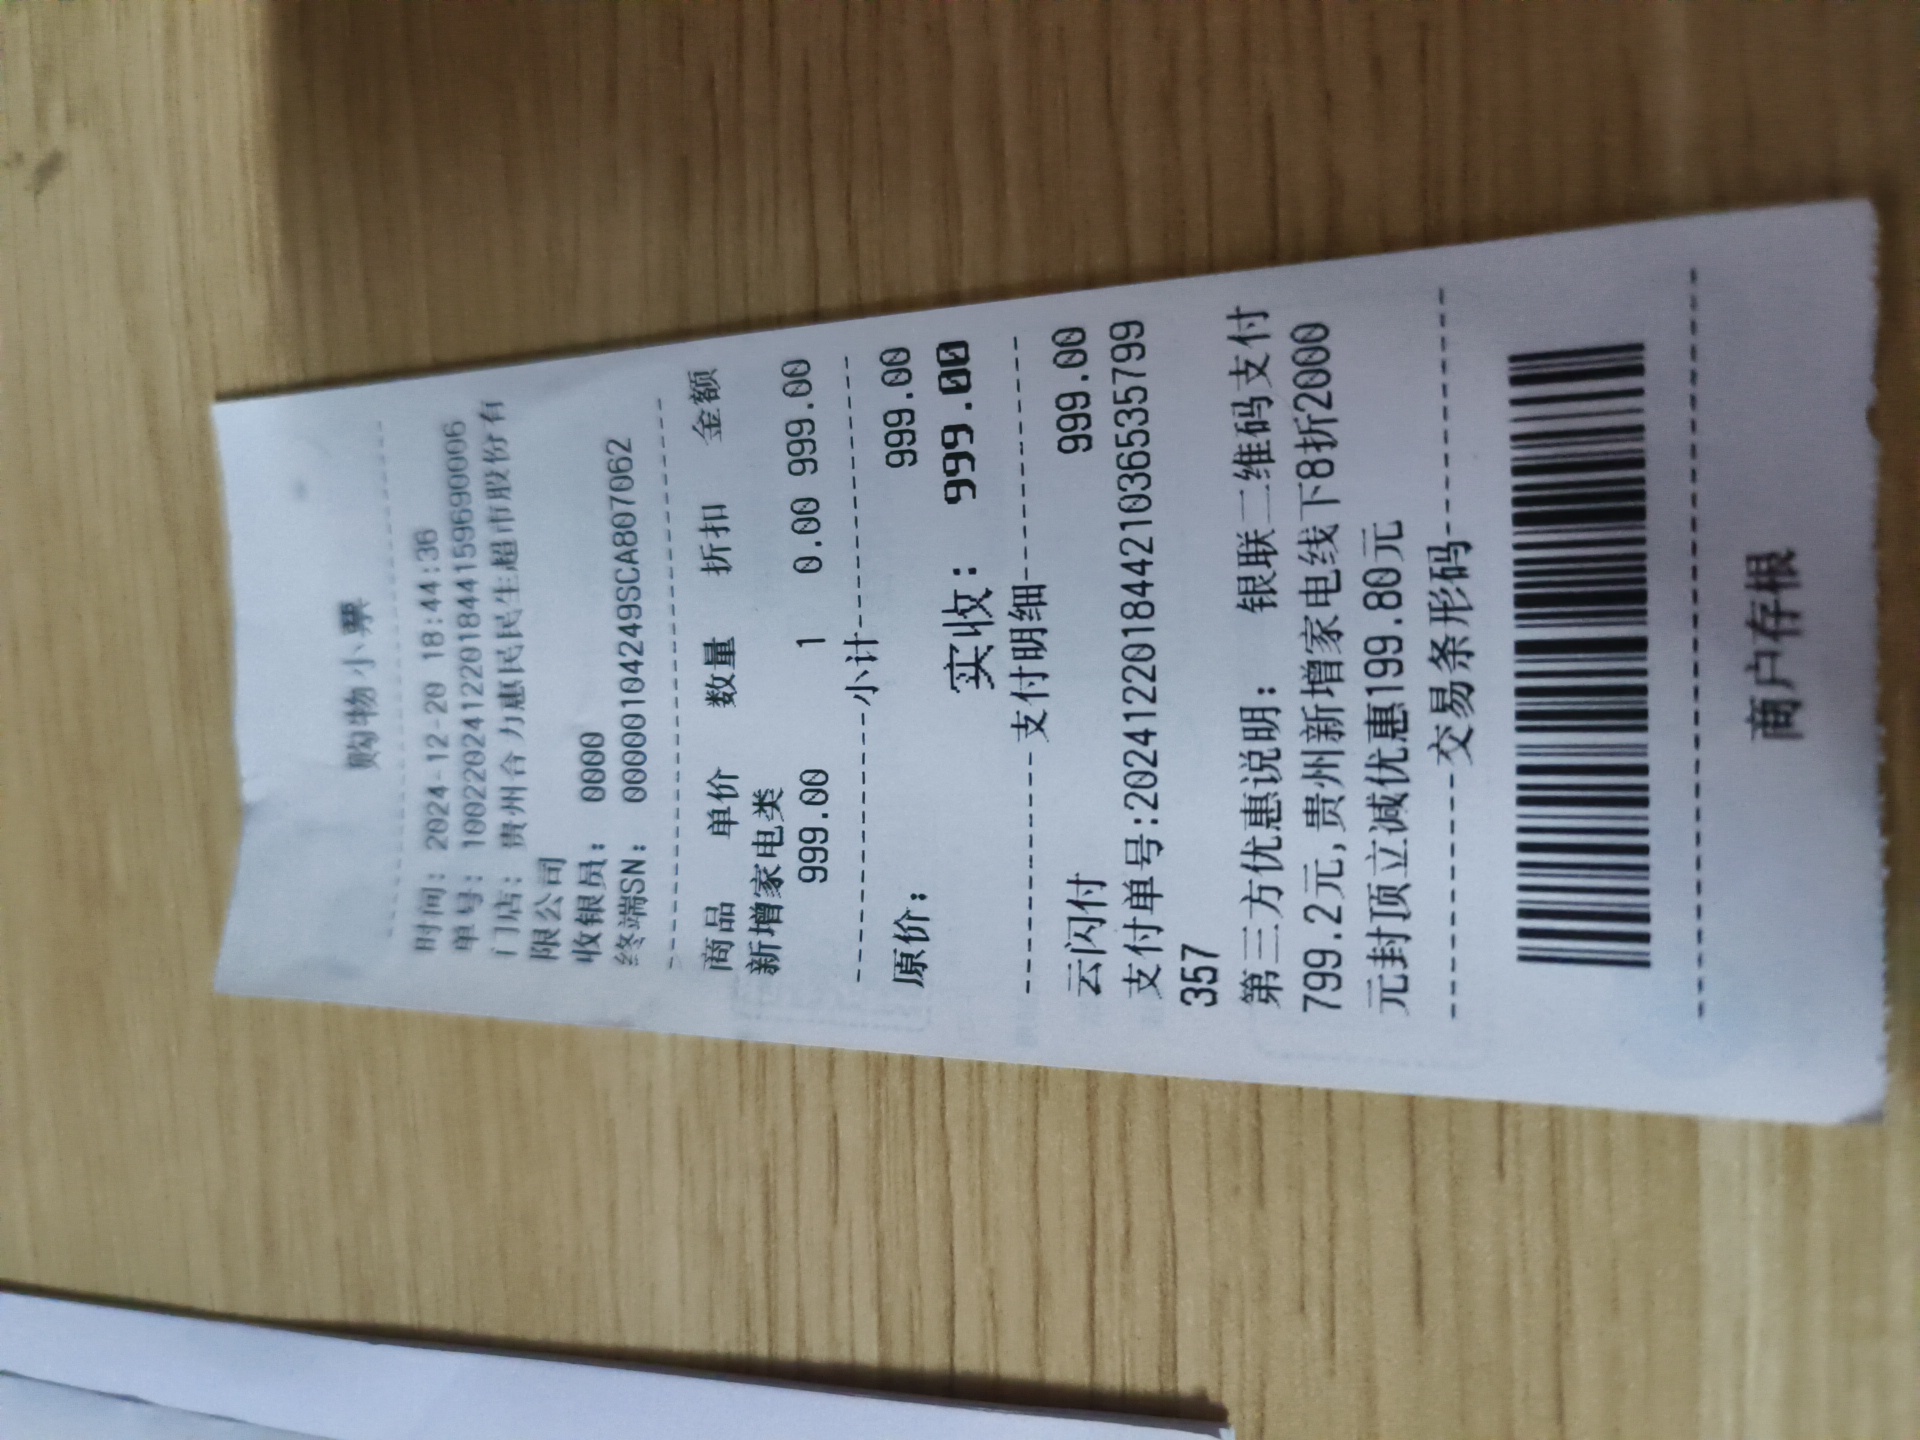 购物小票
时间: 2024-12-20 18:44:36
单号: 1002202412201844159690006
门店: 贵州合力惠民民生超市股份有
限公司
收银员: 0000
终端SN: 00000104249SCA807062
商品 单价 数量 折扣 金额
新增家电类
999.00 1 0.00 999.00
小计
原价: 999.00
实收: 999.00
支付明细
云闪付 999.00
支付单号:20241220184421036535799
357
第三方优惠说明: 银联二维码支付
799.2元,贵州新增家电线下8折2000
元封顶立减优惠199.80元
交易条形码
商户存根